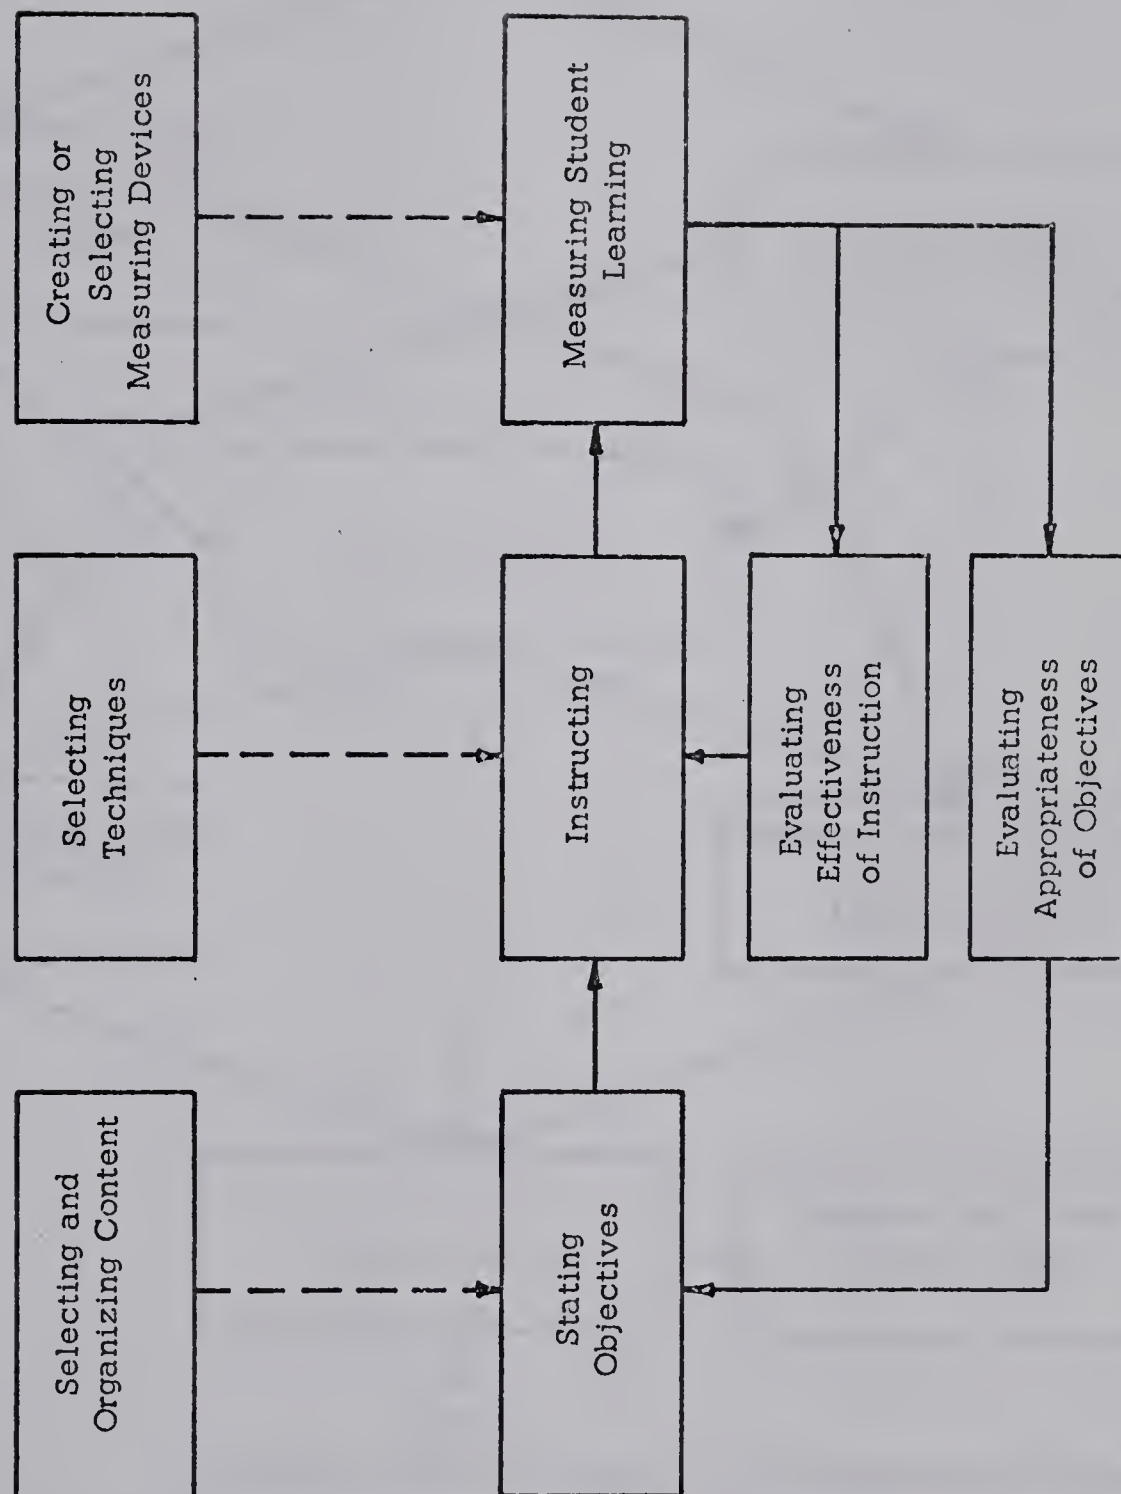 Selecting and
Organizing Content
Selecting
Techniques
Creating or
Selecting
Measuring Devices
Stating
Objectives
Instructing
Measuring Student
Learning
Evaluating
Effectiveness
of Instruction
Evaluating
Appropriateness
of Objectives